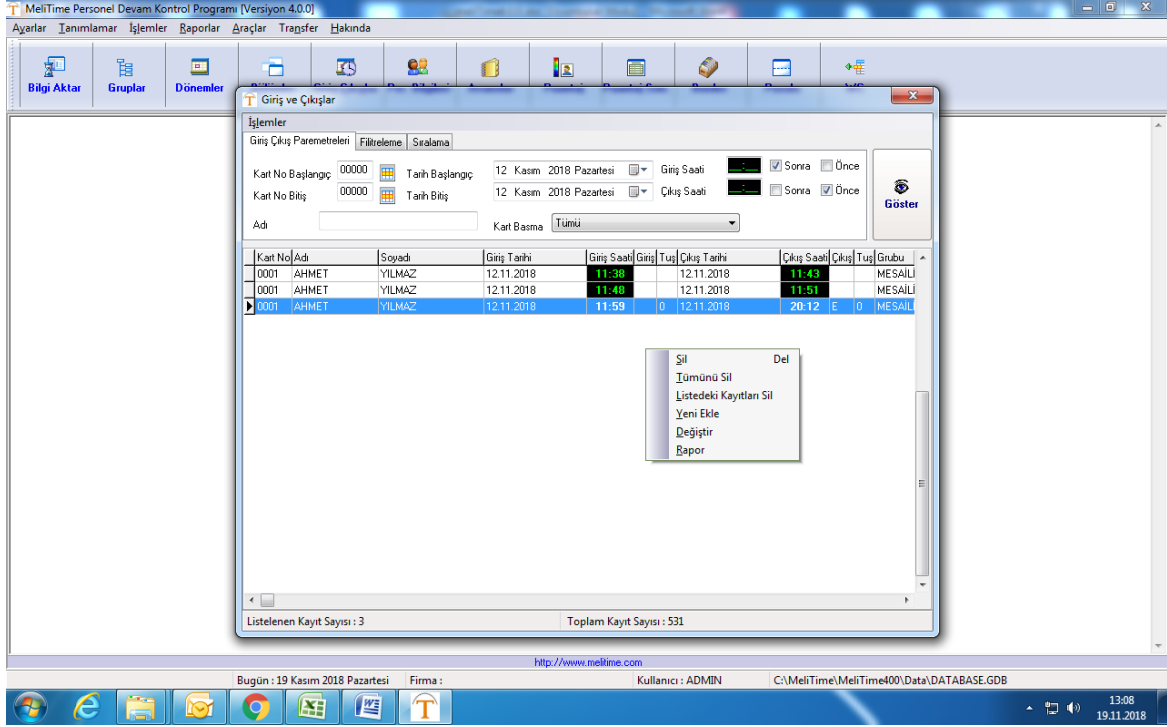 MeliTime Personel Devam Kontrol Programı [Versiyon 4.0.0]
Ayarlar Tanımlamar İşlemler Raporlar Araçlar Transfer Hakında
Bilgi Aktar Gruplar Dönemler
Giriş ve Çıkışlar
İşlemler
Giriş Çıkış Paremetreleri Filitreleme Sıralama
Kart No Başlangıç 00000 Tarih Başlangıç 12 Kasım 2018 Pazartesi Giriş Saati __:__ Sonra Önce
Kart No Bitiş 00000 Tarih Bitiş 12 Kasım 2018 Pazartesi Çıkış Saati __:__ Sonra Önce
Göster
Adı Kart Basma Tümü
Kart No Adı Soyadı Giriş Tarihi Giriş Saati Giriş Tuş Çıkış Tarihi Çıkış Saati Çıkış Tuş Grubu
0001 AHMET YILMAZ 12.11.2018 11:38 12.11.2018 11:43 MESAİLİ
0001 AHMET YILMAZ 12.11.2018 11:48 12.11.2018 11:51 MESAİLİ
0001 AHMET YILMAZ 12.11.2018 11:59 0 12.11.2018 20:12 E 0 MESAİLİ
Sil Del
Tümünü Sil
Listedeki Kayıtları Sil
Yeni Ekle
Değiştir
Rapor
Listelenen Kayıt Sayısı : 3 Toplam Kayıt Sayısı : 531
http://www.melitime.com
Bugün : 19 Kasım 2018 Pazartesi Firma : Kullanıcı : ADMIN C:\MeliTime\MeliTime400\Data\DATABASE.GDB
13:08
19.11.2018